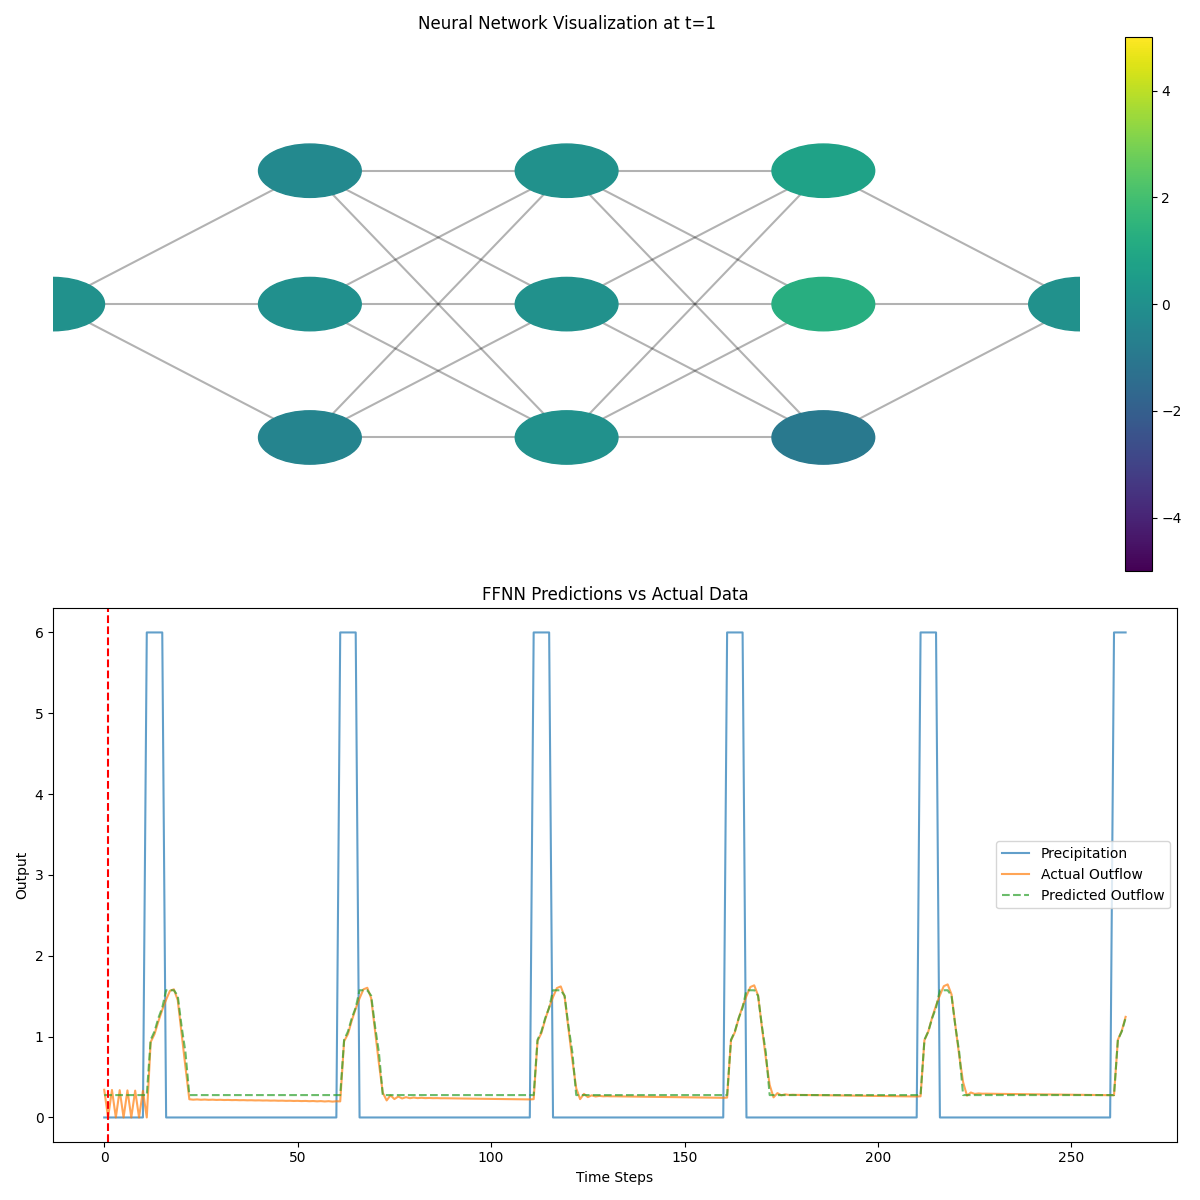 Neural Network Visualization at t=1
4
2
0
−2
−4
FFNN Predictions vs Actual Data
6
5
4
3
2
1
0
Output
Precipitation
Actual Outflow
Predicted Outflow
0 50 100 150 200 250
Time Steps